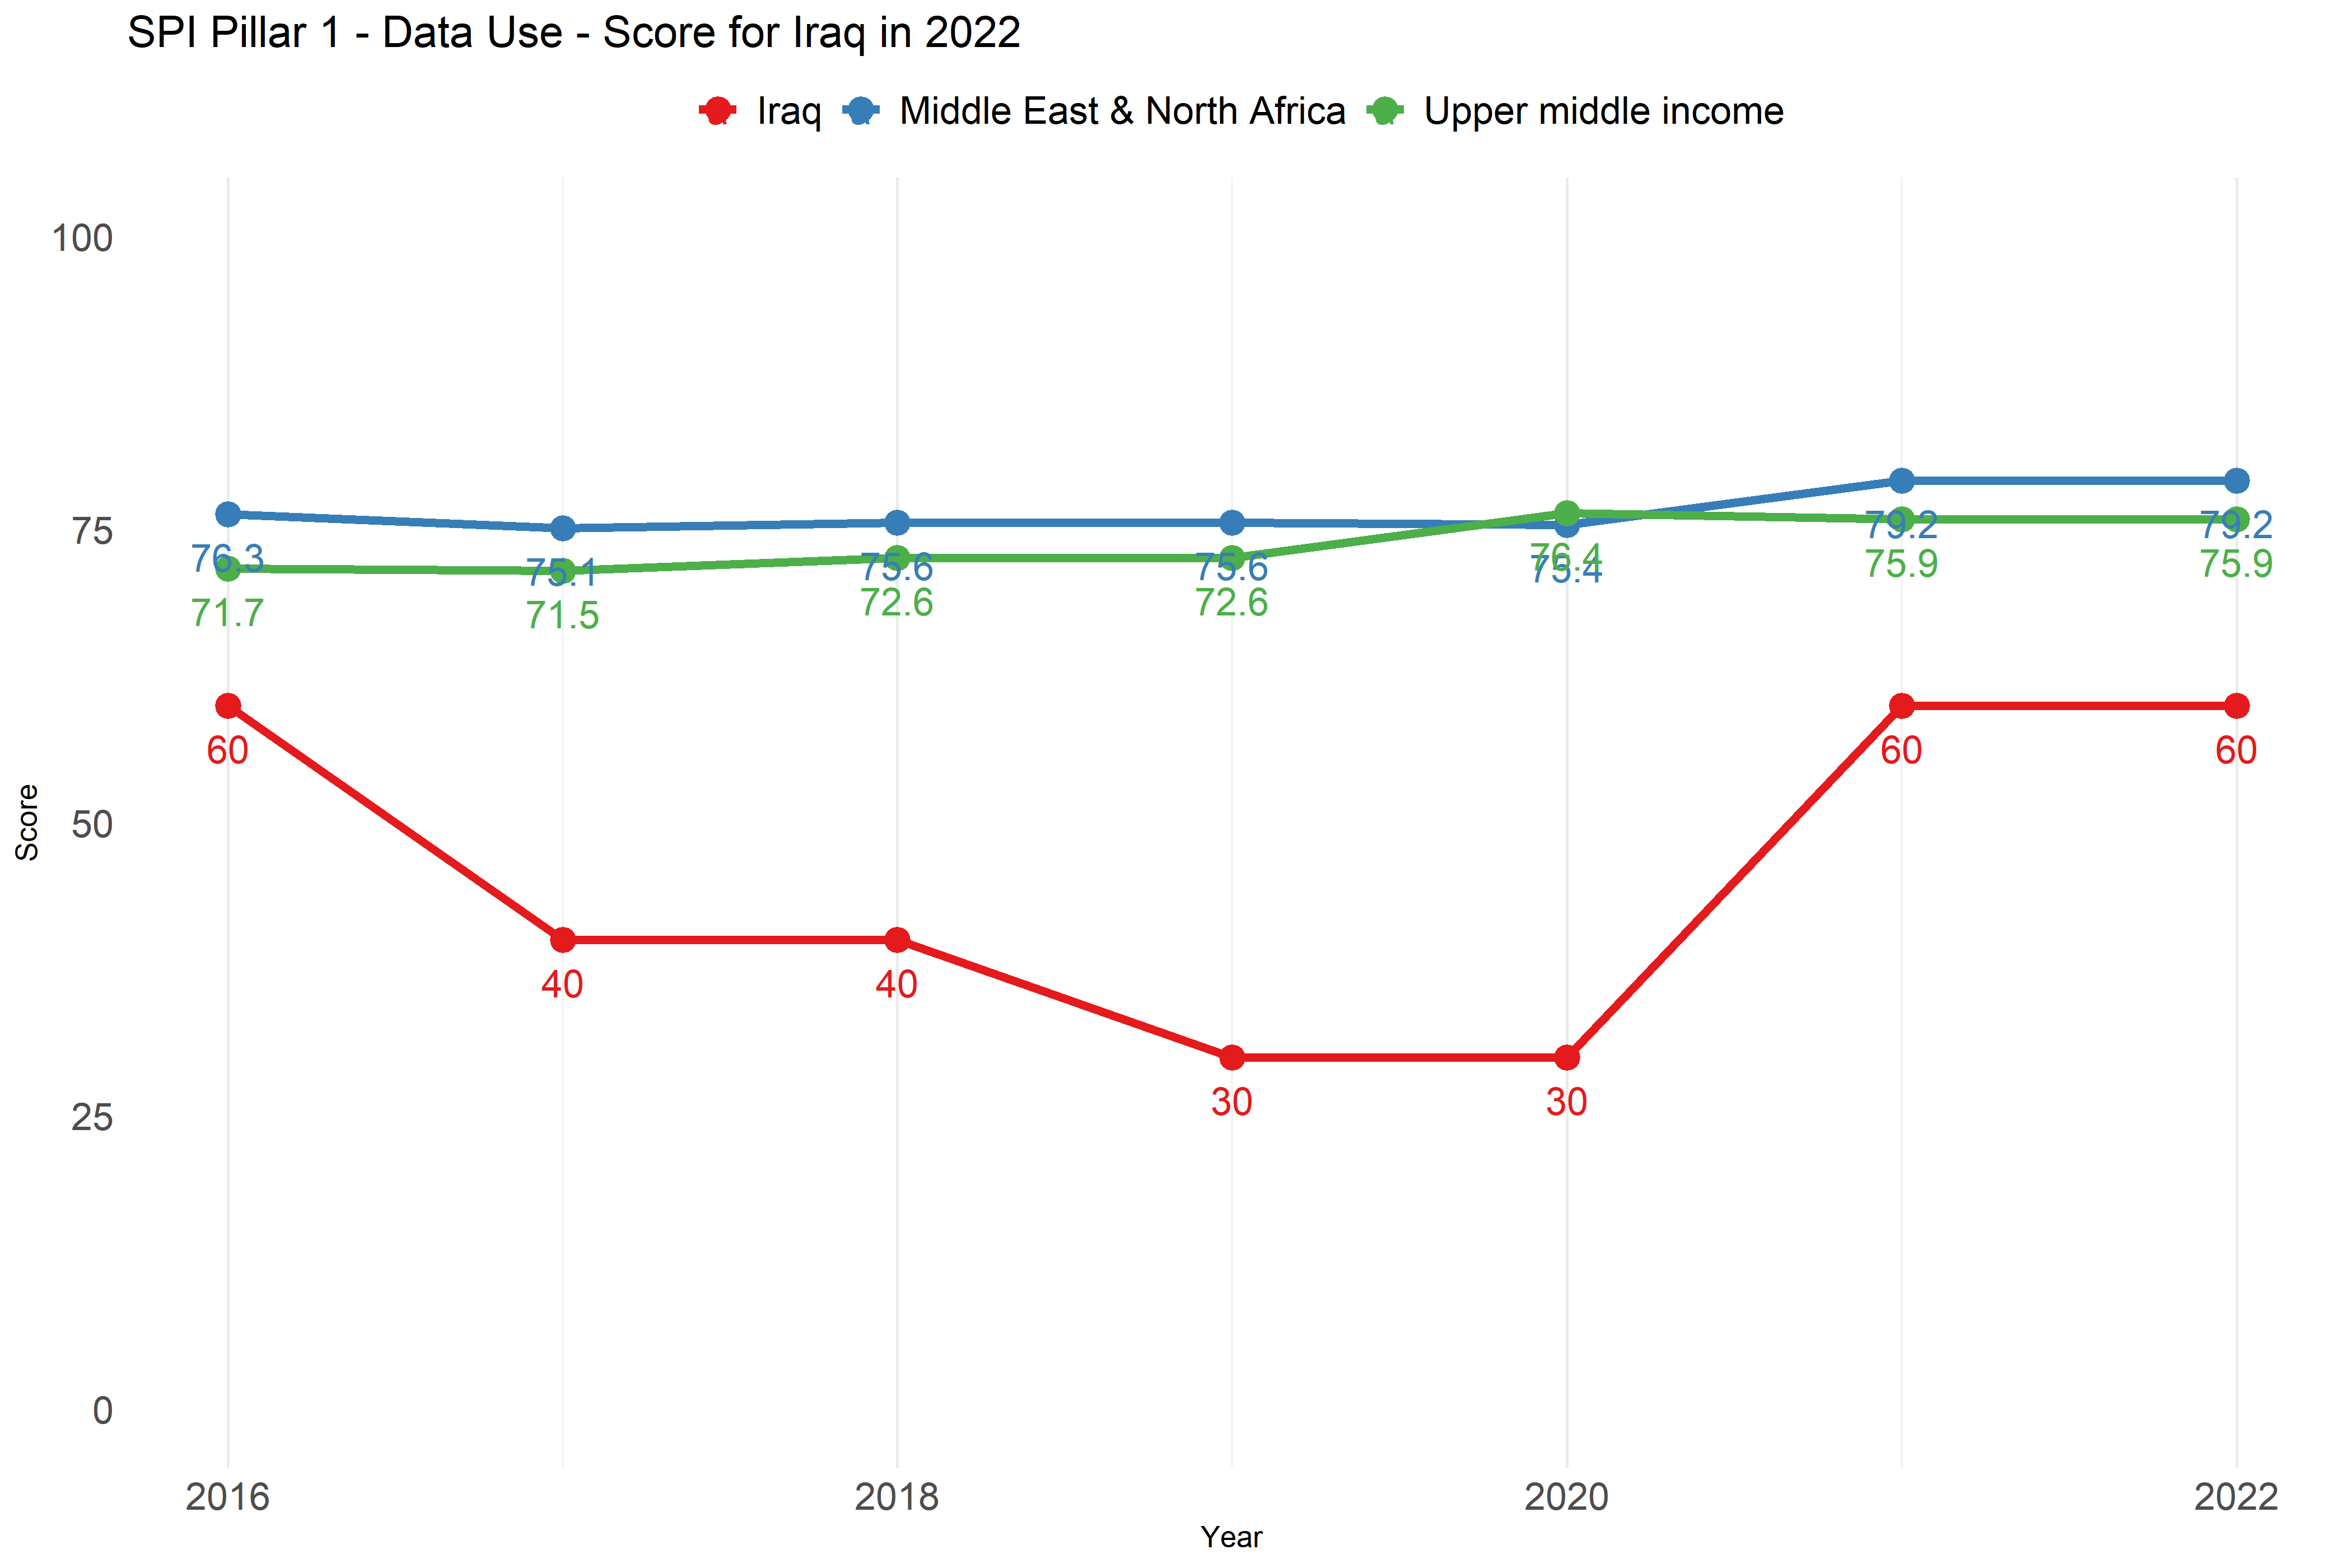 SPI Pillar 1 - Data Use - Score for Iraq in 2022
Iraq Middle East & North Africa Upper middle income
100
75
50
25
0
Score
76.3 75.1 75.6 75.6 75.4 79.2 79.2
71.7 71.5 72.6 72.6 76.4 75.9 75.9
60 40 40 30 30 60 60
2016 2018 2020 2022
Year